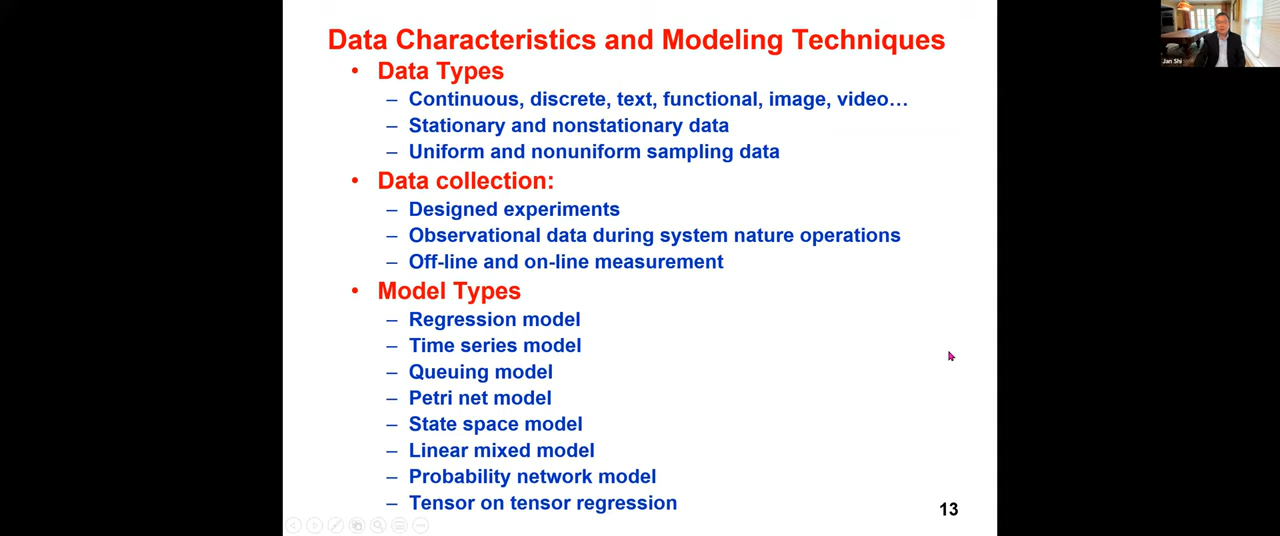 Data Characteristics and Modeling Techniques
• Data Types
– Continuous, discrete, text, functional, image, video…
– Stationary and nonstationary data
– Uniform and nonuniform sampling data
• Data collection:
– Designed experiments
– Observational data during system nature operations
– Off-line and on-line measurement
• Model Types
– Regression model
– Time series model
– Queuing model
– Petri net model
– State space model
– Linear mixed model
– Probability network model
– Tensor on tensor regression
13
Jan Shi